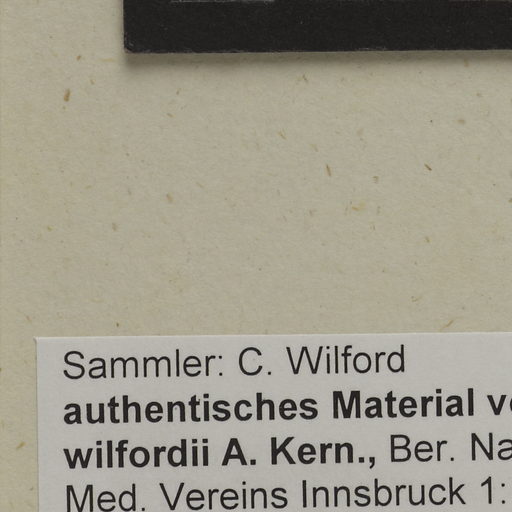 Sammler: C. Wilford
authentisches Material
wilfordii A. Kern., Ber.
Med. Vereins Innsbruck 1: